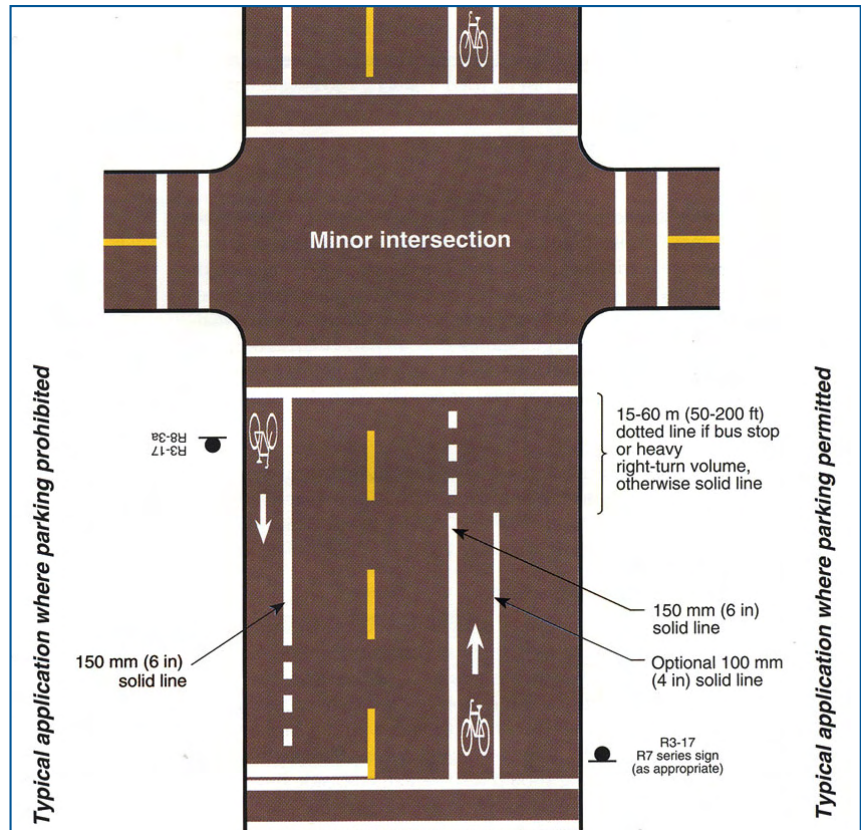 Minor intersection
Typical application where parking prohibited
R3-17
R8-3a
15-60 m (50-200 ft)
dotted line if bus stop
or heavy
right-turn volume,
otherwise solid line
150 mm (6 in)
solid line
150 mm (6 in)
solid line
Optional 100 mm
(4 in) solid line
R3-17
R7 series sign
(as appropriate)
Typical application where parking permitted